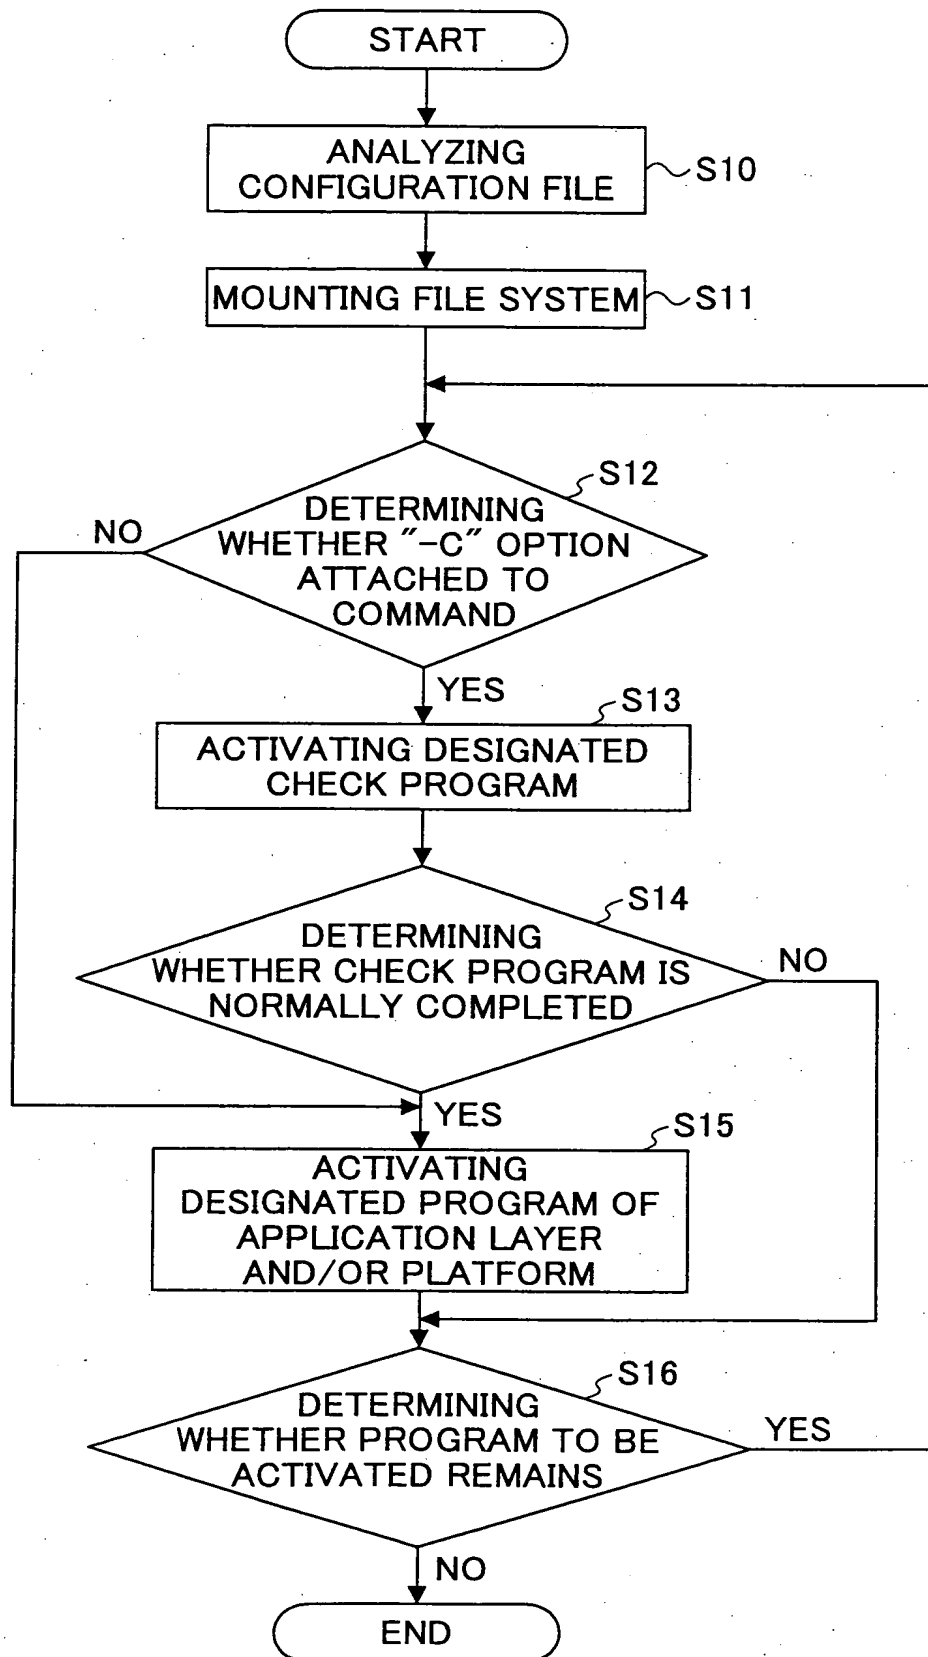 START
ANALYZING
CONFIGURATION FILE
S10
MOUNTING FILE SYSTEM
S11
S12
DETERMINING
WHETHER "-C" OPTION
ATTACHED TO
COMMAND
NO
YES
S13
ACTIVATING DESIGNATED
CHECK PROGRAM
S14
DETERMINING
WHETHER CHECK PROGRAM IS
NORMALLY COMPLETED
NO
YES
S15
ACTIVATING
DESIGNATED PROGRAM OF
APPLICATION LAYER
AND/OR PLATFORM
S16
DETERMINING
WHETHER PROGRAM TO BE
ACTIVATED REMAINS
YES
NO
END